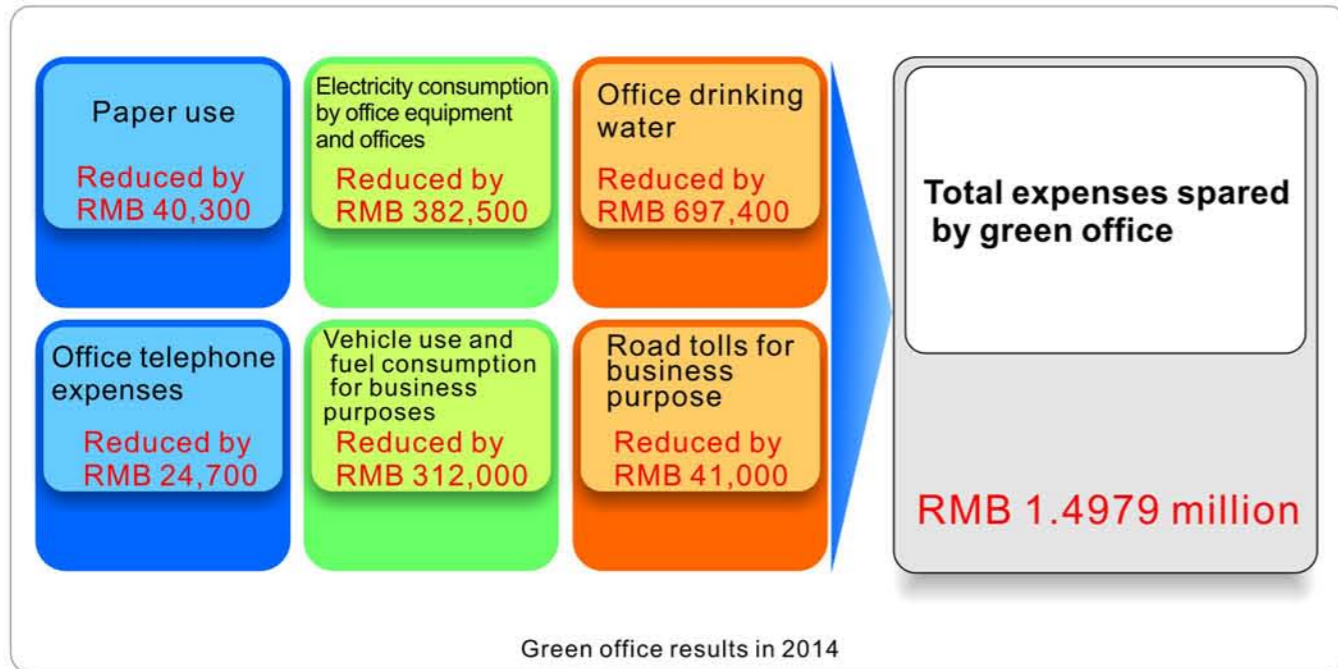 Paper use
Reduced by
RMB 40,300
Electricity consumption
by office equipment
and offices
Reduced by
RMB 382,500
Office drinking
water
Reduced by
RMB 697,400
Office telephone
expenses
Reduced by
RMB 24,700
Vehicle use and
fuel consumption
for business
purposes
Reduced by
RMB 312,000
Road tolls for
business
purpose
Reduced by
RMB 41,000
Total expenses spared
by green office
RMB 1.4979 million
Green office results in 2014